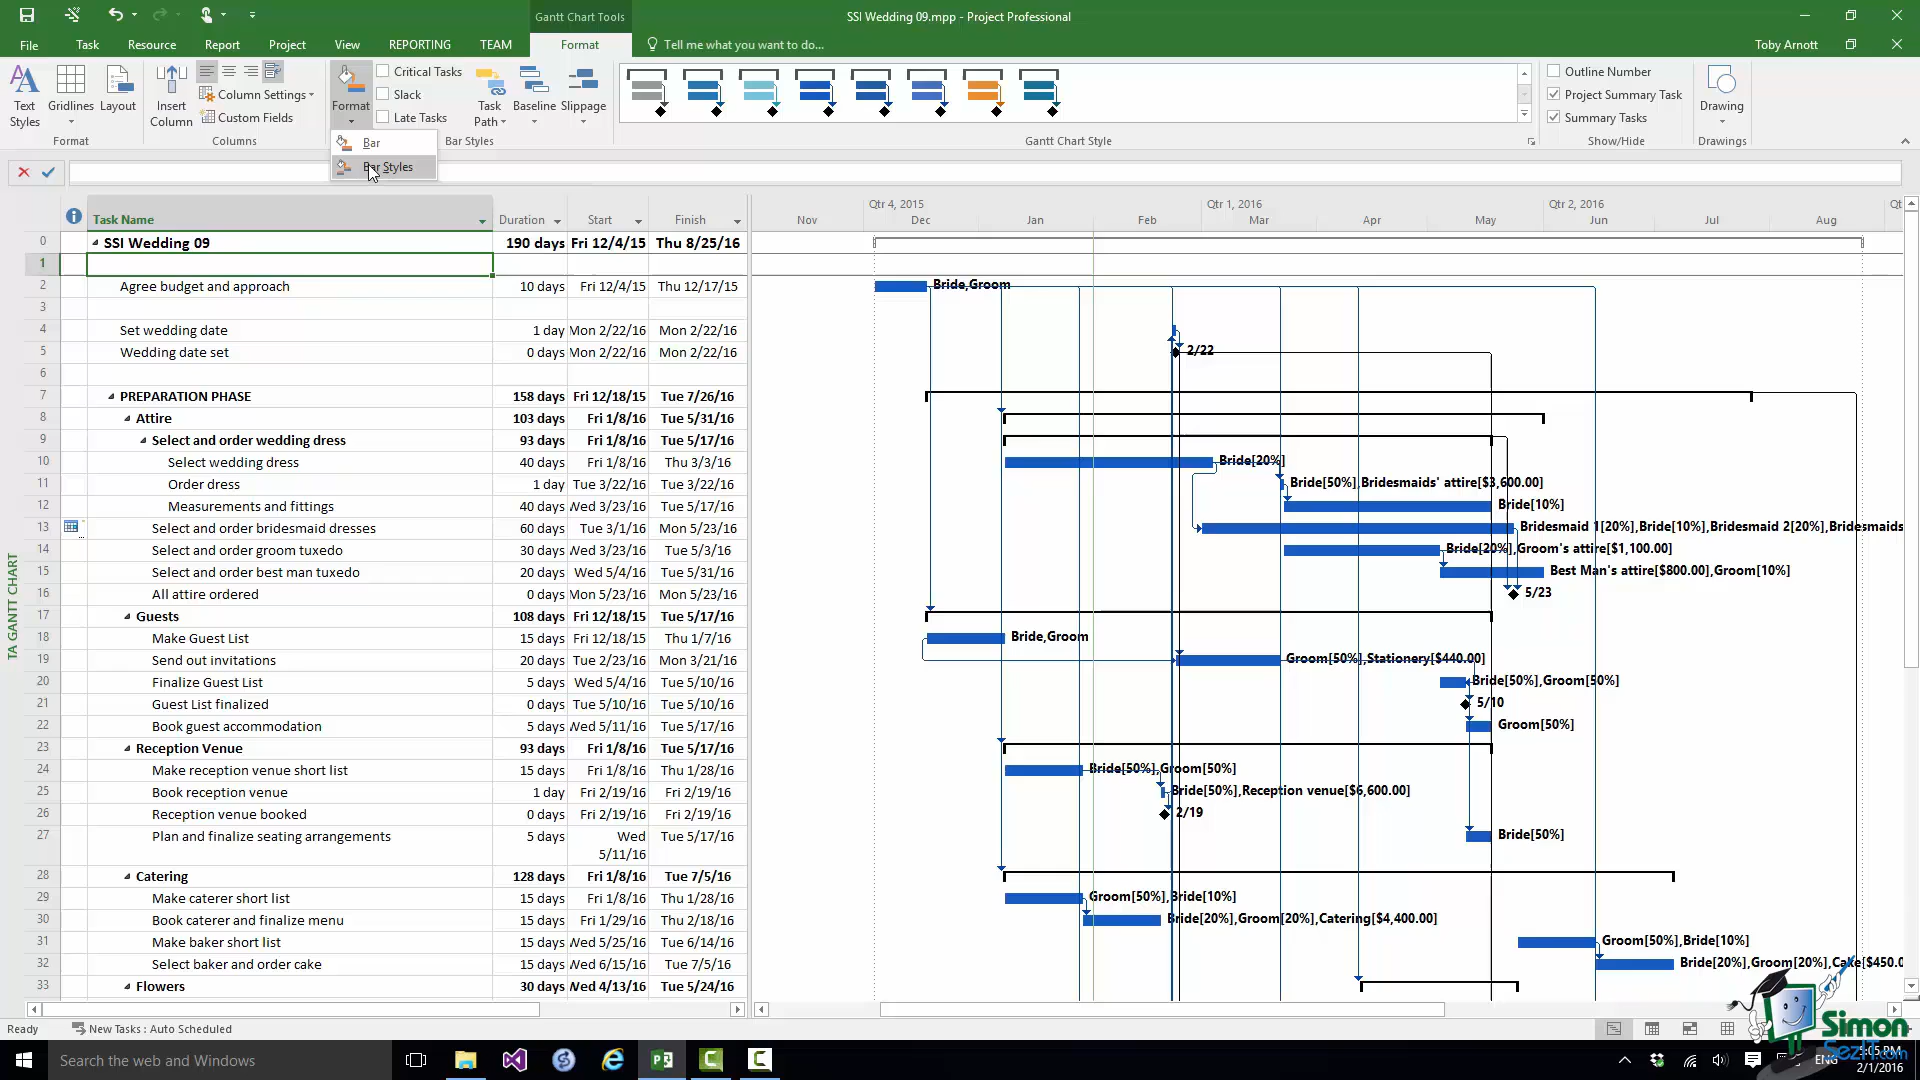 Gantt Chart Tools
SSI Wedding 09.mpp - Project Professional
File Task Resource Report Project View REPORTING TEAM Format Tell me what you want to do... Toby Arnott
Text Styles
Gridlines
Layout
Format
Insert Column
Column Settings
Custom Fields
Columns
Format
Critical Tasks
Slack
Late Tasks
Task Path
Baseline
Slippage
Bar Styles
Gantt Chart Style
Outline Number
Project Summary Task
Summary Tasks
Show/Hide
Drawing
Drawings
Bar
Bar Styles
Task Name Duration Start Finish
Qtr 4, 2015 Qtr 1, 2016 Qtr 2, 2016 Qt
Nov Dec Jan Feb Mar Apr May Jun Jul Aug
0 SSI Wedding 09 190 days Fri 12/4/15 Thu 8/25/16
1
2 Agree budget and approach 10 days Fri 12/4/15 Thu 12/17/15 Bride,Groom
3
4 Set wedding date 1 day Mon 2/22/16 Mon 2/22/16
5 Wedding date set 0 days Mon 2/22/16 Mon 2/22/16 2/22
6
7 PREPARATION PHASE 158 days Fri 12/18/15 Tue 7/26/16
8 Attire 103 days Fri 1/8/16 Tue 5/31/16
9 Select and order wedding dress 93 days Fri 1/8/16 Tue 5/17/16
10 Select wedding dress 40 days Fri 1/8/16 Thu 3/3/16 Bride[20%]
11 Order dress 1 day Tue 3/22/16 Tue 3/22/16 Bride[50%],Bridesmaids' attire[$3,600.00]
12 Measurements and fittings 40 days Wed 3/23/16 Tue 5/17/16 Bride[10%]
13 Select and order bridesmaid dresses 60 days Tue 3/1/16 Mon 5/23/16 Bridesmaid 1[20%],Bride[10%],Bridesmaid 2[20%],Bridesmaids
14 Select and order groom tuxedo 30 days Wed 3/23/16 Tue 5/3/16 Bride[20%],Groom's attire[$1,100.00]
15 Select and order best man tuxedo 20 days Wed 5/4/16 Tue 5/31/16 Best Man's attire[$800.00],Groom[10%]
16 All attire ordered 0 days Mon 5/23/16 Mon 5/23/16 5/23
17 Guests 108 days Fri 12/18/15 Tue 5/17/16
18 Make Guest List 15 days Fri 12/18/15 Thu 1/7/16 Bride,Groom
19 Send out invitations 20 days Tue 2/23/16 Mon 3/21/16 Groom[50%],Stationery[$440.00]
20 Finalize Guest List 5 days Wed 5/4/16 Tue 5/10/16 Bride[50%],Groom[50%]
21 Guest List finalized 0 days Tue 5/10/16 Tue 5/10/16 5/10
22 Book guest accommodation 5 days Wed 5/11/16 Tue 5/17/16 Groom[50%]
23 Reception Venue 93 days Fri 1/8/16 Tue 5/17/16
24 Make reception venue short list 15 days Fri 1/8/16 Thu 1/28/16 Bride[50%],Groom[50%]
25 Book reception venue 1 day Fri 2/19/16 Fri 2/19/16 Bride[50%],Reception venue[$6,600.00]
26 Reception venue booked 0 days Fri 2/19/16 Fri 2/19/16 2/19
27 Plan and finalize seating arrangements 5 days Wed 5/11/16 Tue 5/17/16 Bride[50%]
28 Catering 128 days Fri 1/8/16 Tue 7/5/16
29 Make caterer short list 15 days Fri 1/8/16 Thu 1/28/16 Groom[50%],Bride[10%]
30 Book caterer and finalize menu 15 days Fri 1/29/16 Thu 2/18/16 Bride[20%],Groom[20%],Catering[$4,400.00]
31 Make baker short list 15 days Wed 5/25/16 Tue 6/14/16 Groom[50%],Bride[10%]
32 Select baker and order cake 15 days Wed 6/15/16 Tue 7/5/16 Bride[20%],Groom[20%],Cake[$450.0
33 Flowers 30 days Wed 4/13/16 Tue 5/24/16
TA GANTT CHART
Ready New Tasks : Auto Scheduled
Simon
SezIT.com
Search the web and Windows
ENG
5:05 PM
2/1/2016